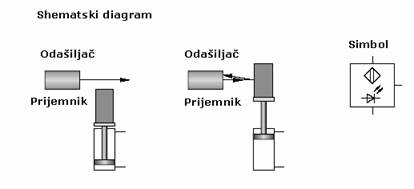 Shematski diagram
Odašiljač
Prijemnik
Odašiljač
Prijemnik
Simbol